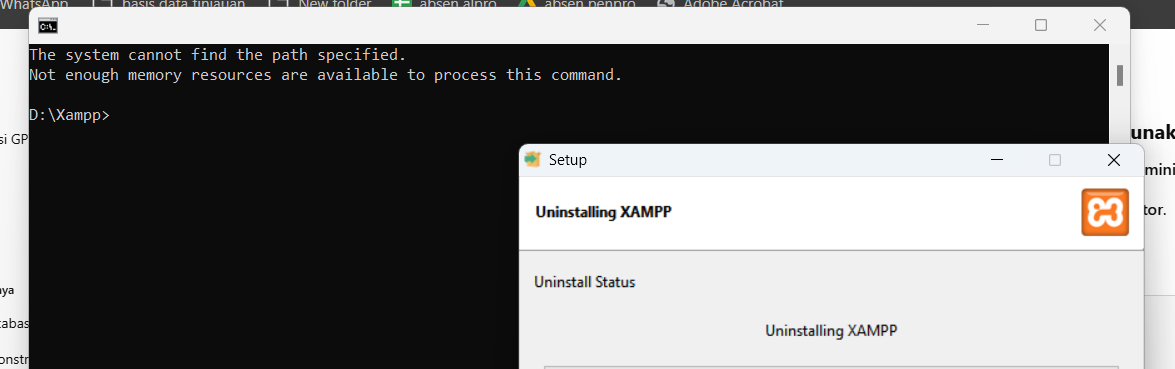 WhatsApp basis data tinjauan New folder absen alpro absen penpro Adobe Acrobat
C:\.
The system cannot find the path specified.
Not enough memory resources are available to process this command.
D:\Xampp>
si GP
unak
mini
tor.
Setup
Uninstalling XAMPP
Uninstall Status
Uninstalling XAMPP
nya
tabas
onstr